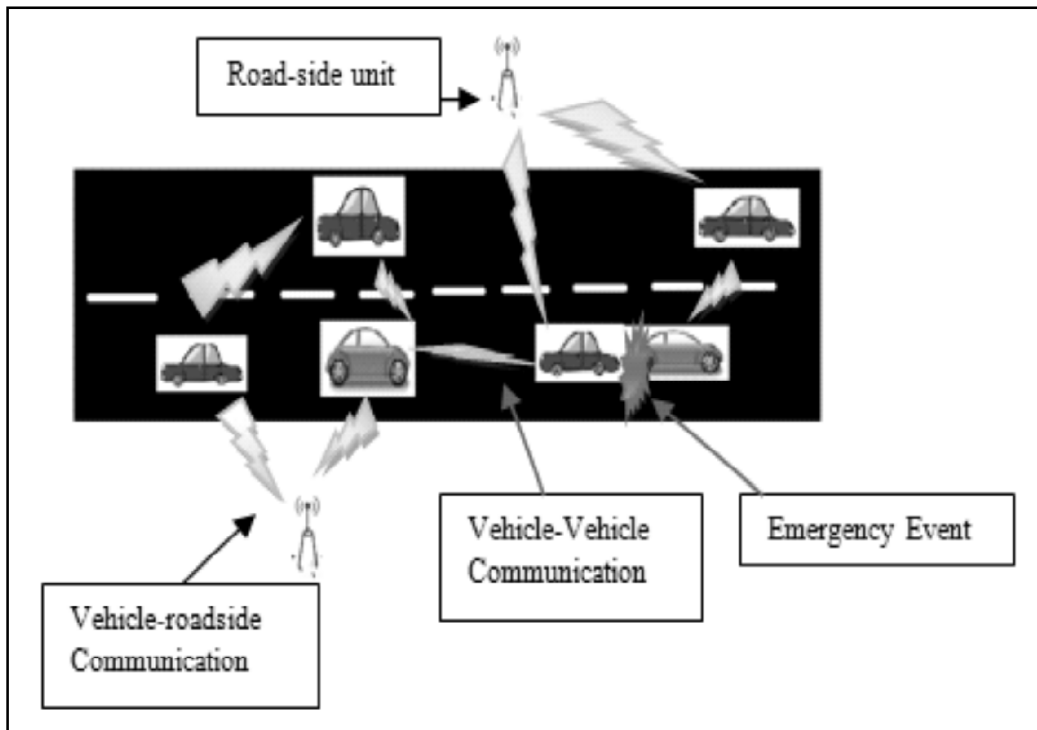 Road-side unit
Vehicle-Vehicle
Communication
Emergency Event
Vehicle-roadside
Communication